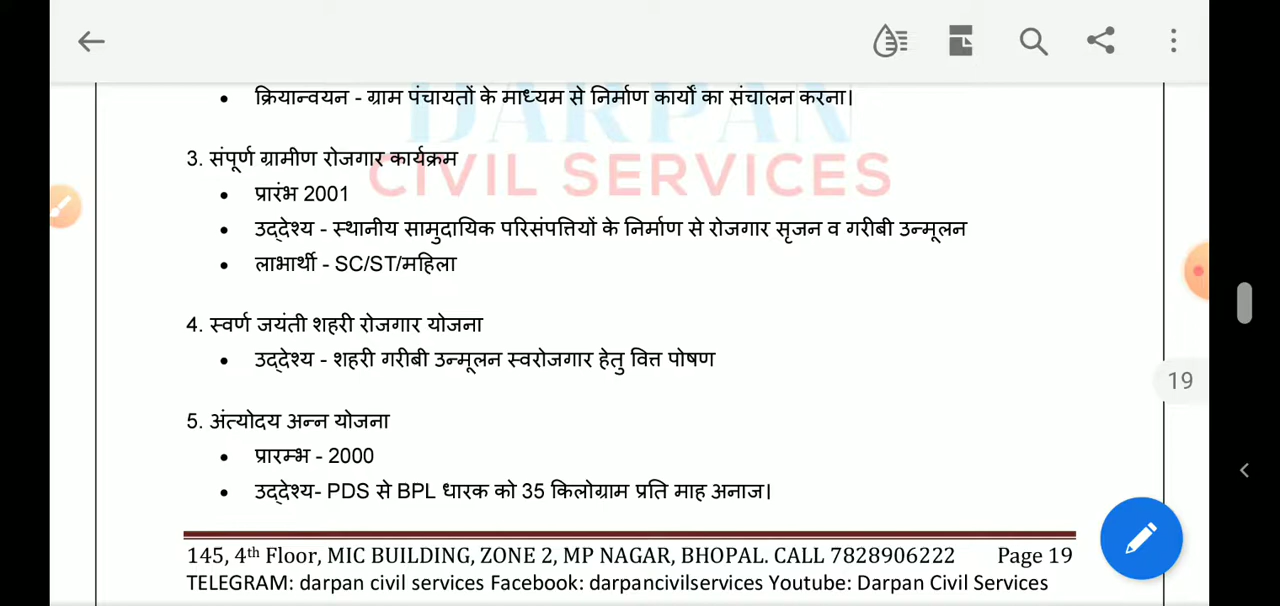 DARPAN
CIVIL SERVICES
• क्रियान्वयन - ग्राम पंचायतों के माध्यम से निर्माण कार्यों का संचालन करना।
3. संपूर्ण ग्रामीण रोजगार कार्यक्रम
• प्रारंभ 2001
• उद्देश्य - स्थानीय सामुदायिक परिसंपत्तियों के निर्माण से रोजगार सृजन व गरीबी उन्मूलन
• लाभार्थी - SC/ST/महिला
4. स्वर्ण जयंती शहरी रोजगार योजना
• उद्देश्य - शहरी गरीबी उन्मूलन स्वरोजगार हेतु वित्त पोषण
19
5. अंत्योदय अन्न योजना
• प्रारम्भ - 2000
• उद्देश्य- PDS से BPL धारक को 35 किलोग्राम प्रति माह अनाज।
145, 4th Floor, MIC BUILDING, ZONE 2, MP NAGAR, BHOPAL. CALL 7828906222 Page 19
TELEGRAM: darpan civil services Facebook: darpancivilservices Youtube: Darpan Civil Services